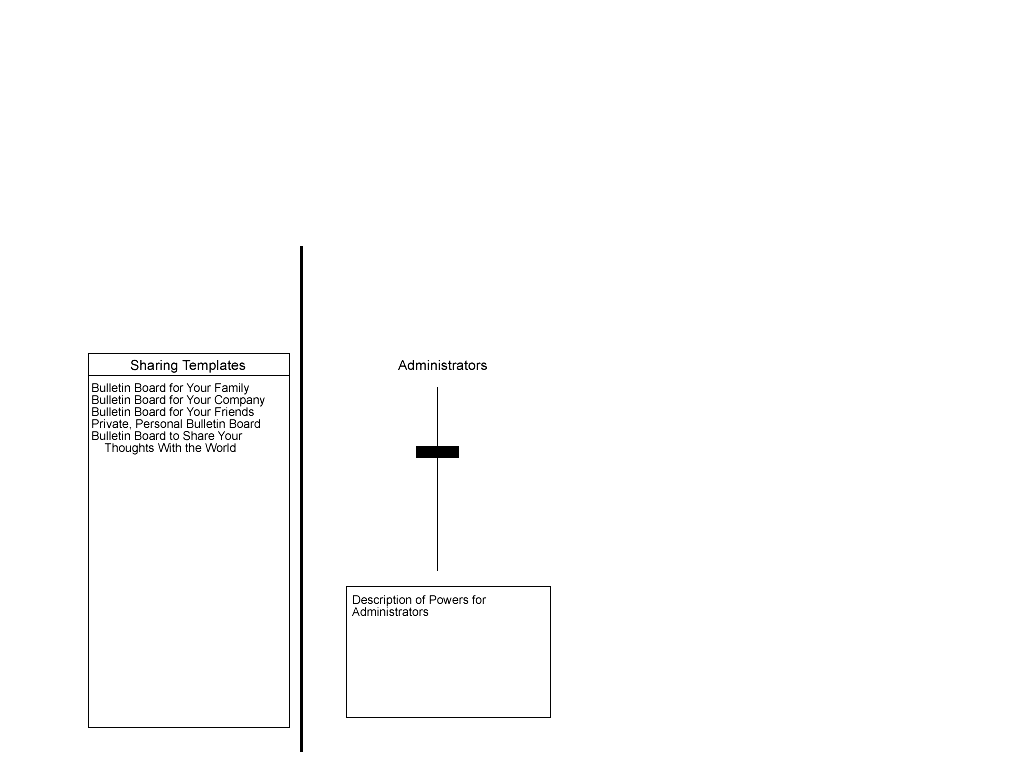 Sharing Templates
Bulletin Board for Your Family
Bulletin Board for Your Company
Bulletin Board for Your Friends
Private, Personal Bulletin Board
Bulletin Board to Share Your
Thoughts With the World
Administrators
Description of Powers for
Administrators